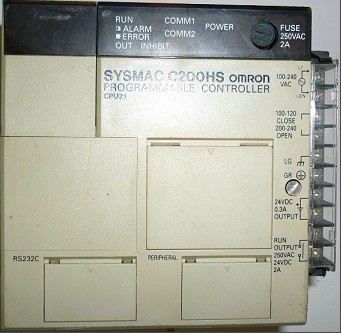 RUN
ALARM
ERROR
OUT INHIBIT
COMM1
COMM2
POWER
FUSE
250VAC
2A
SYSMAC C200HS omron
PROGRAMMABLE CONTROLLER
CPU21
100-240
VAC
100-120
CLOSE
200-240
OPEN
LG
GR
24VDC
0.3A
OUTPUT
RUN
OUTPUT
250VAC
24VDC
2A
RS232C
PERIPHERAL